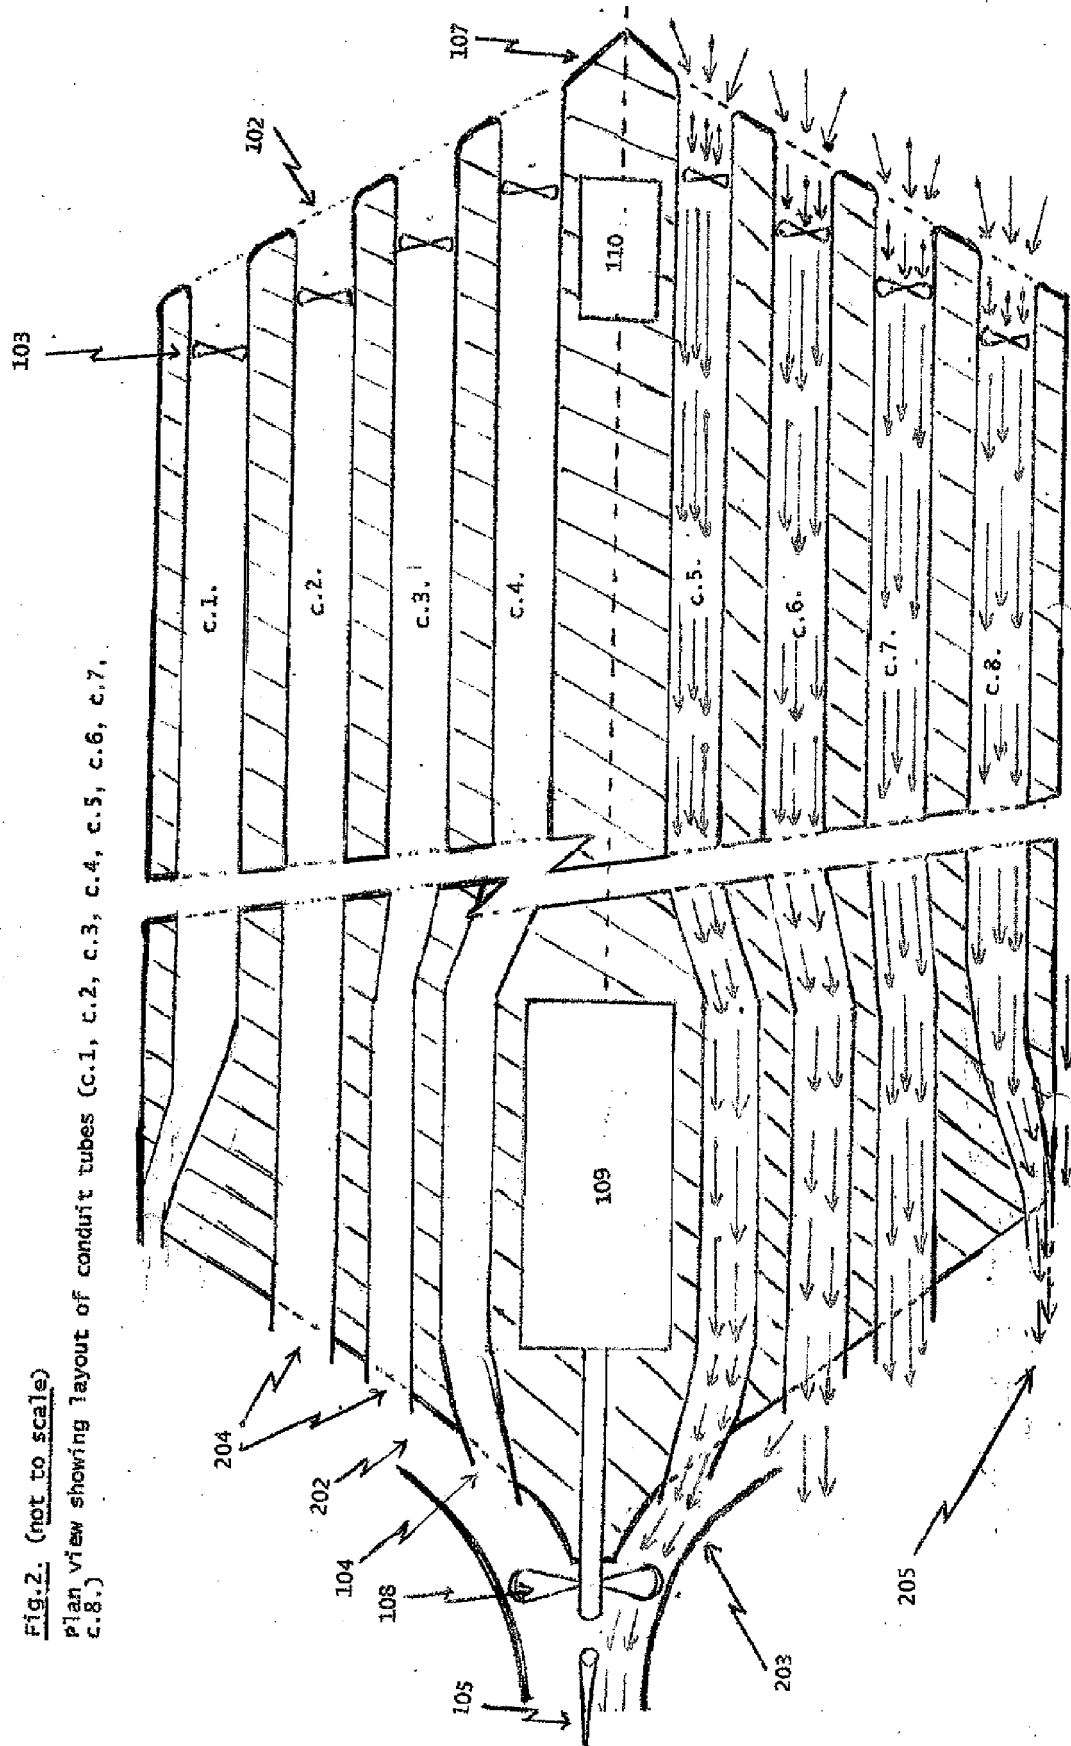 Fig.2. (not to scale)
Plan view showing layout of conduit tubes (c.1, c.2, c.3, c.4, c.5, c.6, c.7,
c.8.)
103
102
107
110
c.1.
c.2.
c.3.
c.4.
c.5.
c.6.
c.7.
c.8.
109
204
202
104
108
105
203
205